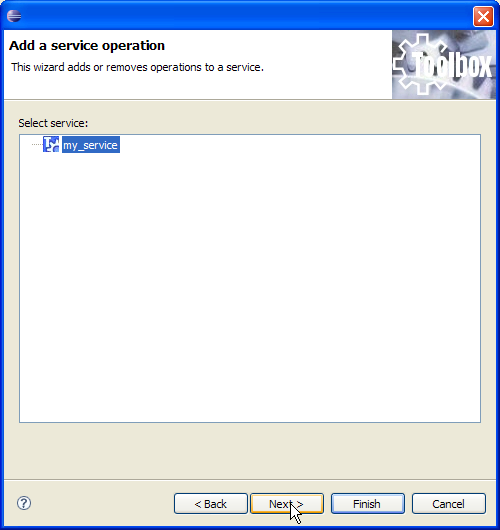 Add a service operation
This wizard adds or removes operations to a service.
Toolbox
Select service:
my_service
?
< Back
Next >
Finish
Cancel